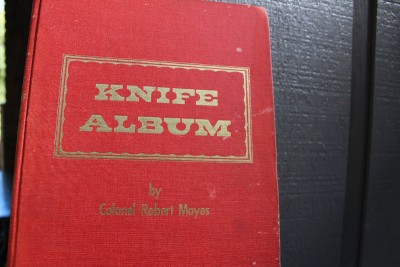 KNIFE
ALBUM
by
Colonel Robert Mayes